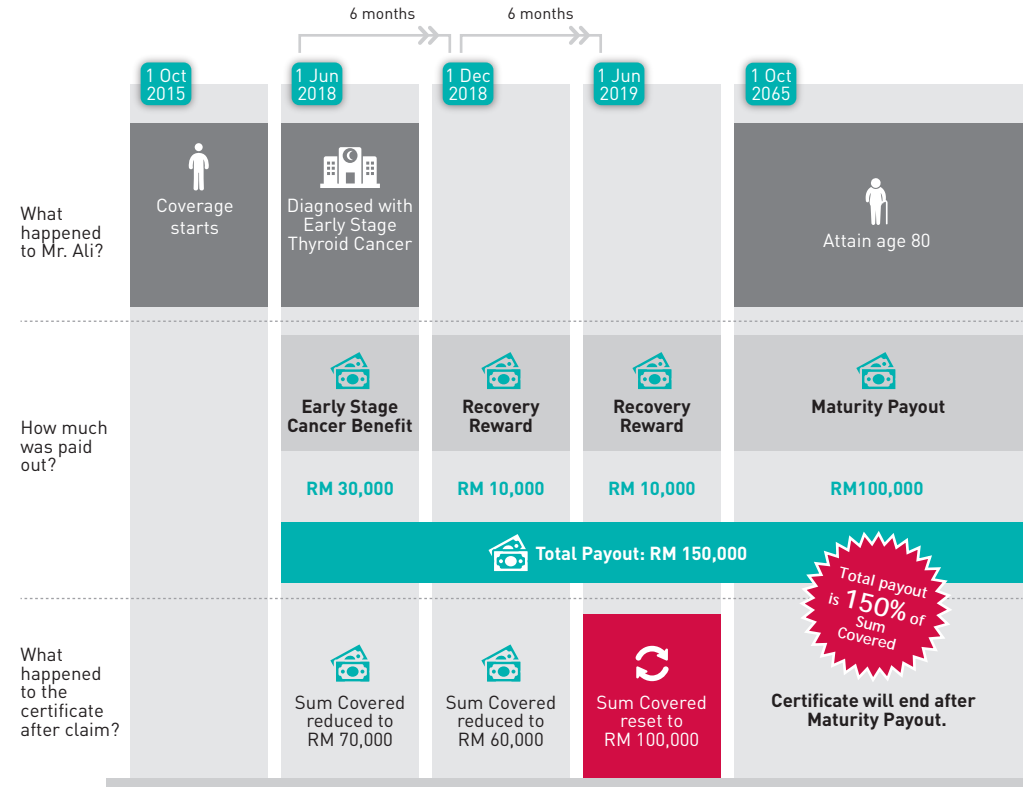 6 months
6 months
1 Oct
2015
1 Jun
2018
1 Dec
2018
1 Jun
2019
1 Oct
2065
What
happened
to Mr. Ali?
Coverage
starts
Diagnosed with
Early Stage
Thyroid Cancer
Attain age 80
How much
was paid
out?
Early Stage
Cancer Benefit
Recovery
Reward
Recovery
Reward
Maturity Payout
RM 30,000
RM 10,000
RM 10,000
RM100,000
Total Payout: RM 150,000
Total payout
is 150% of
Sum
Covered
What
happened
to the
certificate
after claim?
Sum Covered
reduced to
RM 70,000
Sum Covered
reduced to
RM 60,000
Sum Covered
reset to
RM 100,000
Certificate will end after
Maturity Payout.